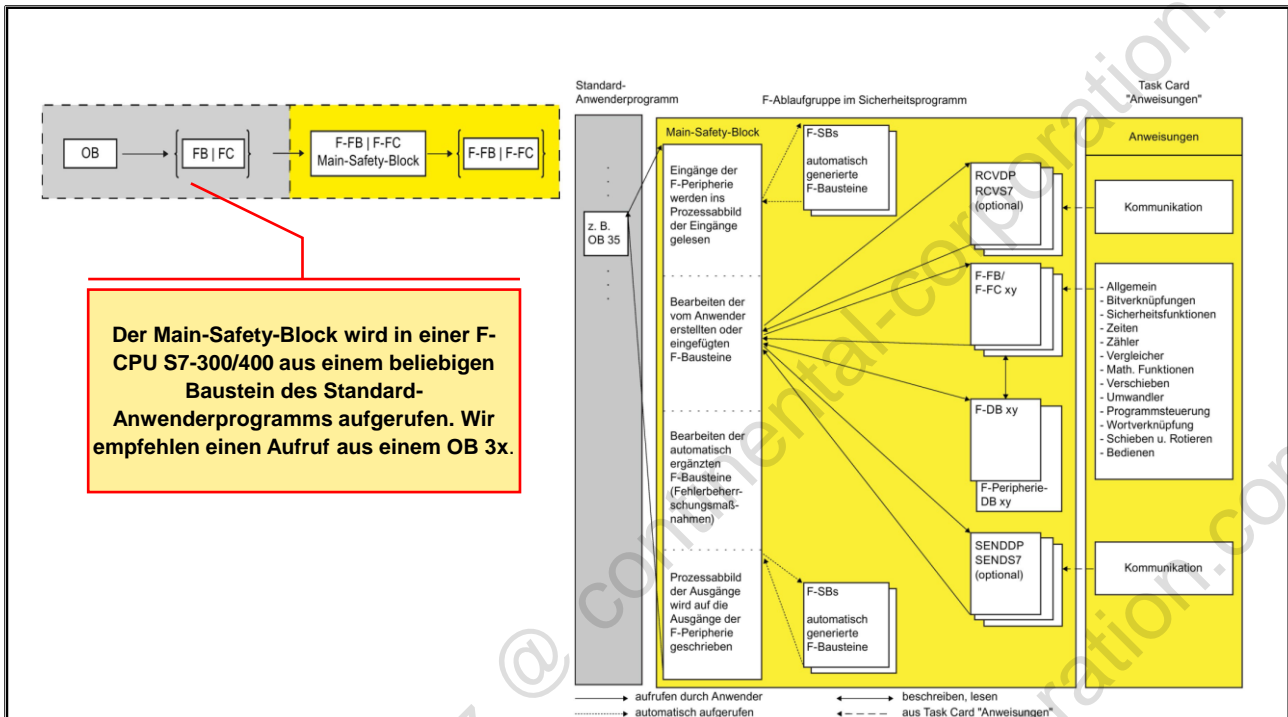 OB
FB | FC
F-FB | F-FC
Main-Safety-Block
F-FB | F-FC
Der Main-Safety-Block wird in einer F-
CPU S7-300/400 aus einem beliebigen
Baustein des Standard-
Anwenderprogramms aufgerufen. Wir
empfehlen einen Aufruf aus einem OB 3x.
Standard-
Anwenderprogramm
F-Ablaufgruppe im Sicherheitsprogramm
Task Card
"Anweisungen"
z. B.
OB 35
Main-Safety-Block
Eingänge der
F-Peripherie
werden ins
Prozessabbild
der Eingänge
gelesen
Bearbeiten der
vom Anwender
erstellten oder
eingefügten
F-Bausteine
Bearbeiten der
automatisch
ergänzten
F-Bausteine
(Fehlerbeherr-
schungsmaß-
nahmen)
Prozessabbild
der Ausgänge
wird auf die
Ausgänge der
F-Peripherie
geschrieben
F-SBs
automatisch
generierte
F-Bausteine
F-SBs
automatisch
generierte
F-Bausteine
RCVDP
RCVS7
(optional)
F-FB/
F-FC xy
F-DB xy
F-Peripherie-
DB xy
SENDDP
SENDS7
(optional)
Anweisungen
Kommunikation
- Allgemein
- Bitverknüpfungen
- Sicherheitsfunktionen
- Zeiten
- Zähler
- Vergleicher
- Math. Funktionen
- Verschieben
- Umwandler
- Programmsteuerung
- Wortverknüpfung
- Schieben u. Rotieren
- Bedienen
Kommunikation
aufrufen durch Anwender
automatisch aufgerufen
beschreiben, lesen
aus Task Card "Anweisungen"
@ continental-corporation.
oration.com